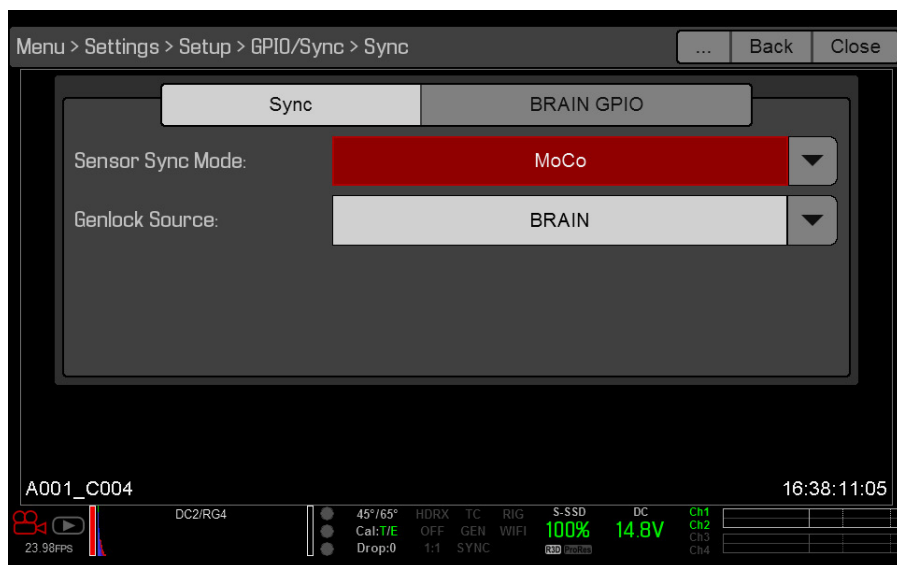 Menu > Settings > Setup > GPIO/Sync > Sync ... Back Close
Sync BRAIN GPIO
Sensor Sync Mode: MoCo
Genlock Source: BRAIN
A001_C004 16:38:11:05
DC2/RG4 45°/65° HDRX TC RIG S-SSD DC Ch1
Cal:T/E OFF GEN WIFI 100% 14.8V Ch2
23.98FPS Drop:0 1:1 SYNC R3D ProRes Ch3
Ch4